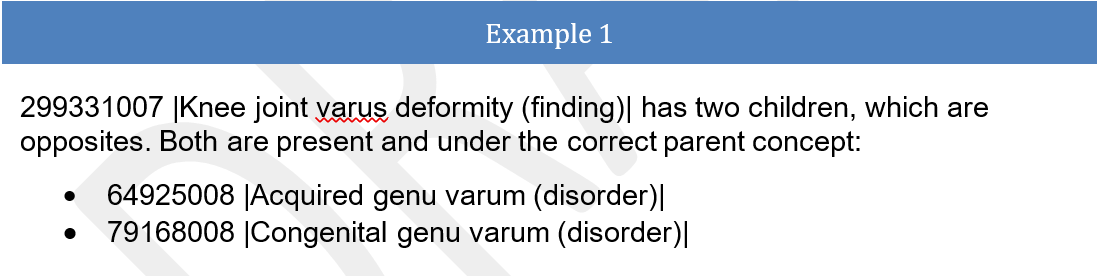 Example 1
299331007 |Knee joint varus deformity (finding)| has two children, which are
opposites. Both are present and under the correct parent concept:
• 64925008 |Acquired genu varum (disorder)|
• 79168008 |Congenital genu varum (disorder)|